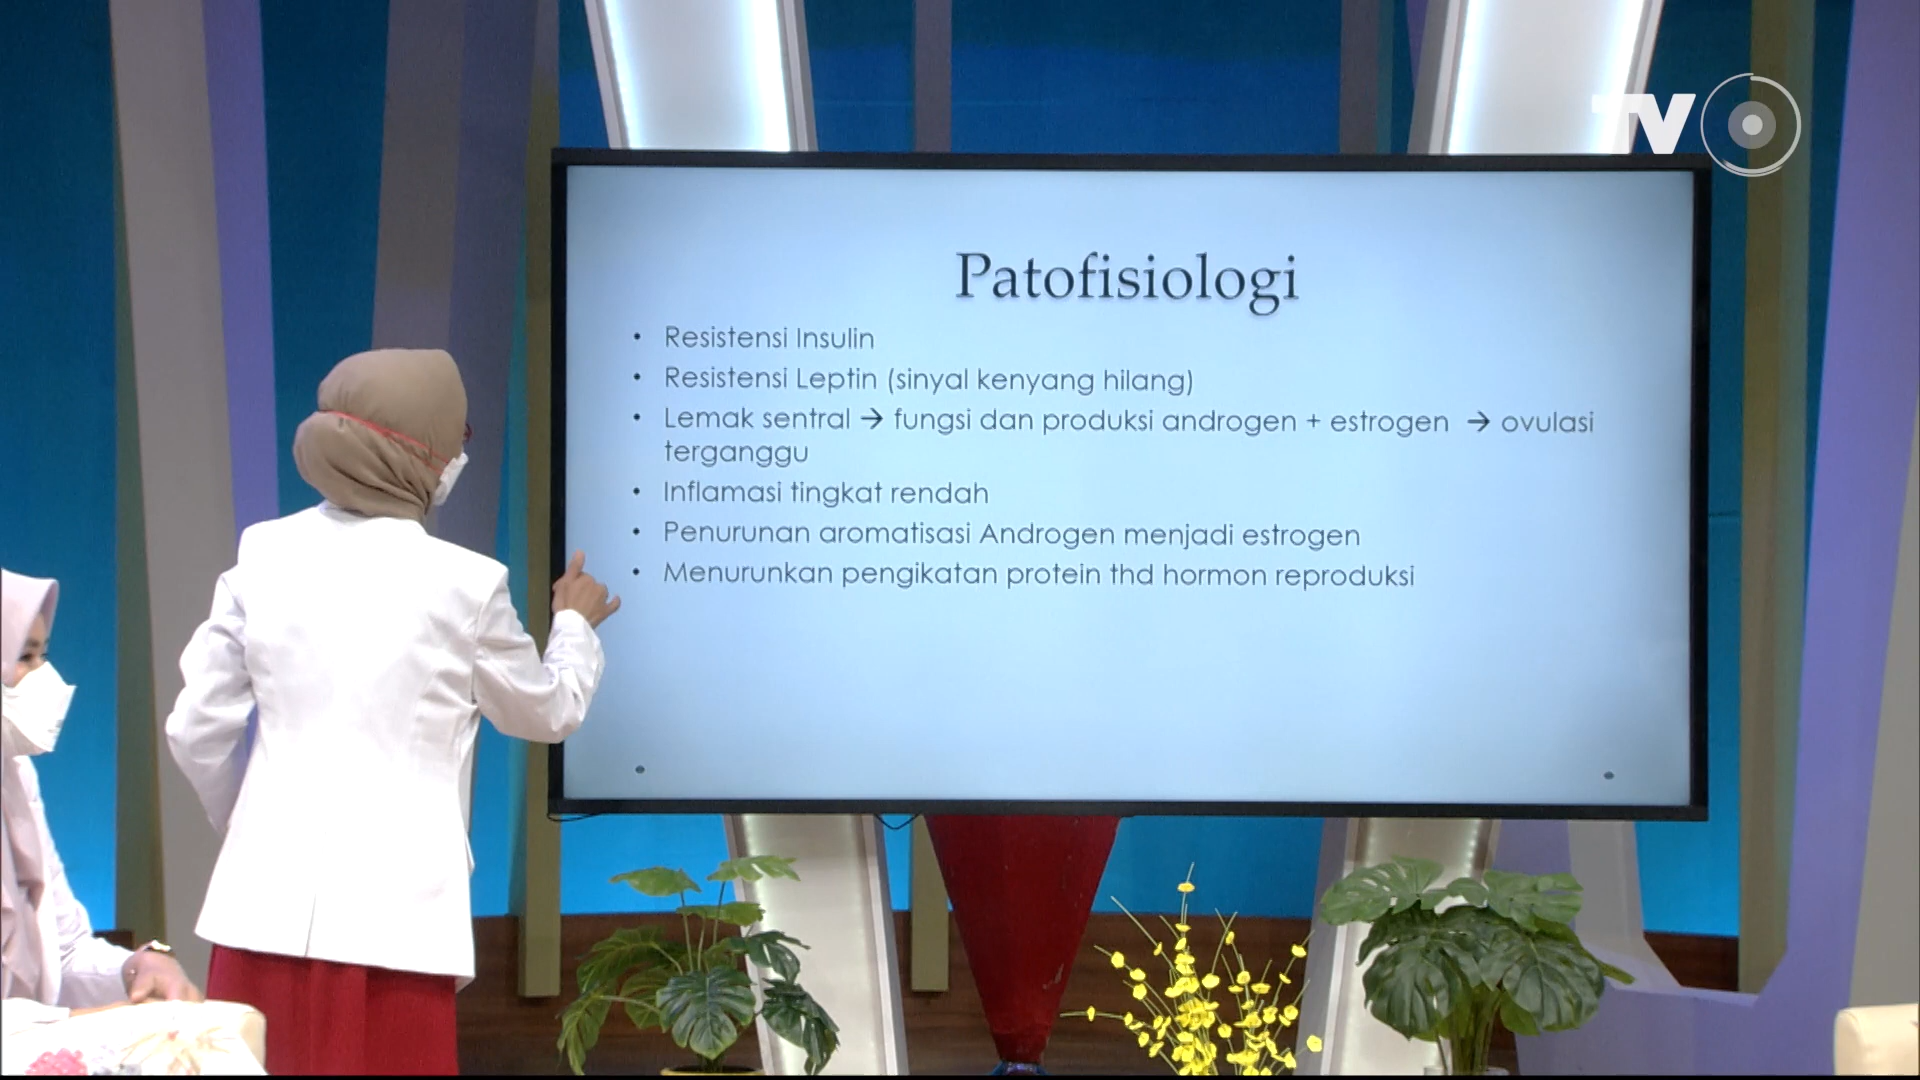 TV
Patofisiologi
• Resistensi Insulin
• Resistensi Leptin (sinyal kenyang hilang)
• Lemak sentral → fungsi dan produksi androgen + estrogen → ovulasi
terganggu
• Inflamasi tingkat rendah
• Penurunan aromatisasi Androgen menjadi estrogen
• Menurunkan pengikatan protein thd hormon reproduksi